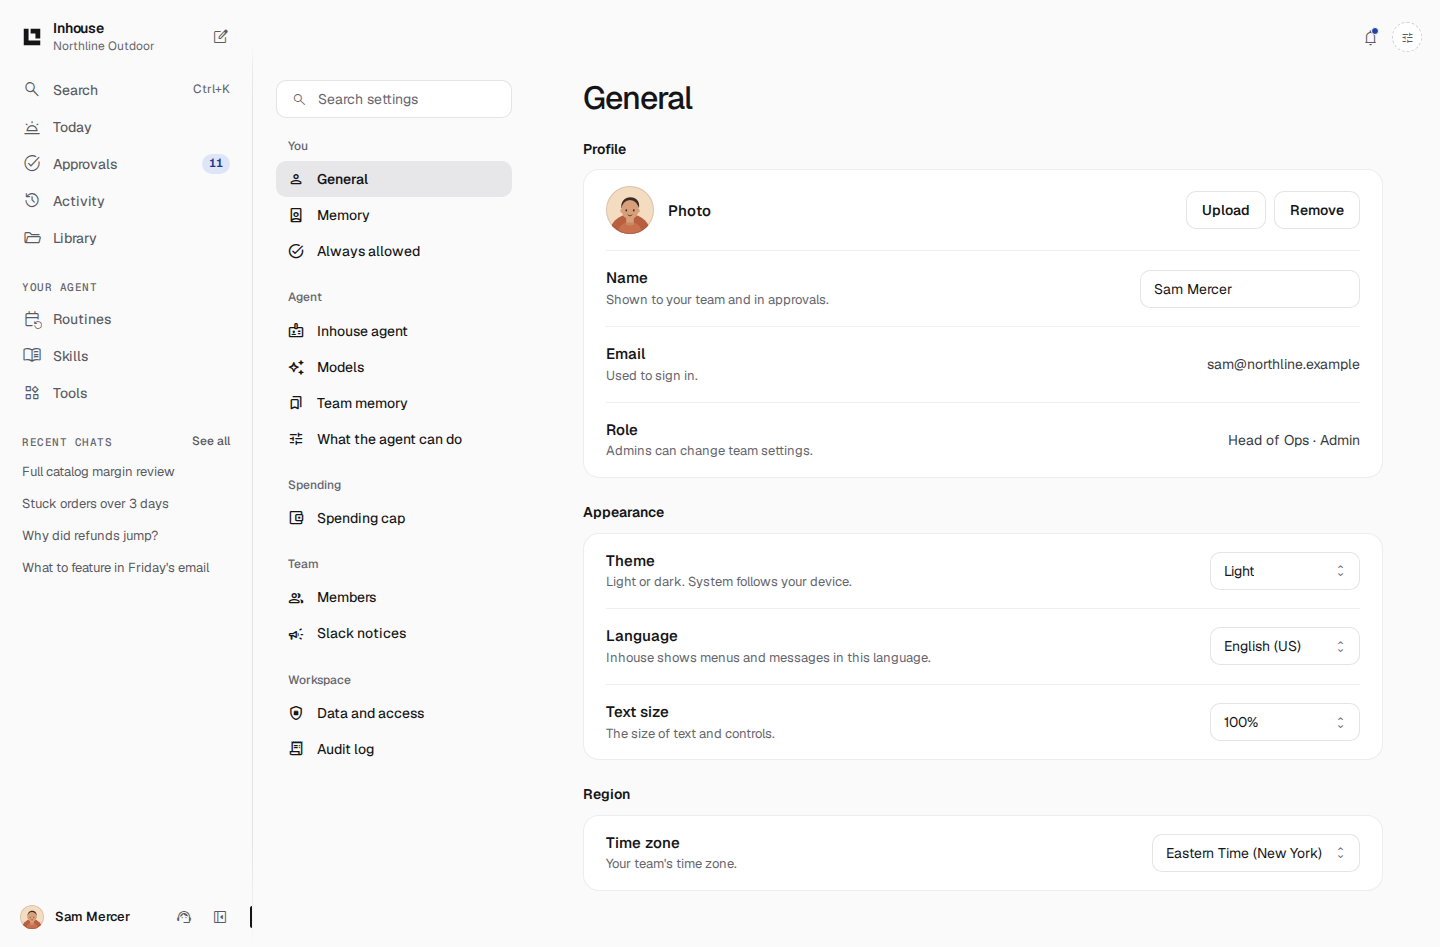 Inhouse
Northline Outdoor
Search Ctrl+K
Today
Approvals 11
Activity
Library
YOUR AGENT
Routines
Skills
Tools
RECENT CHATS See all
Full catalog margin review
Stuck orders over 3 days
Why did refunds jump?
What to feature in Friday's email
Sam Mercer
Search settings
You
General
Memory
Always allowed
Agent
Inhouse agent
Models
Team memory
What the agent can do
Spending
Spending cap
Team
Members
Slack notices
Workspace
Data and access
Audit log
General
Profile
Photo Upload Remove
Name
Shown to your team and in approvals.
Sam Mercer
Email
Used to sign in.
sam@northline.example
Role
Admins can change team settings.
Head of Ops · Admin
Appearance
Theme
Light or dark. System follows your device.
Light
Language
Inhouse shows menus and messages in this language.
English (US)
Text size
The size of text and controls.
100%
Region
Time zone
Your team's time zone.
Eastern Time (New York)